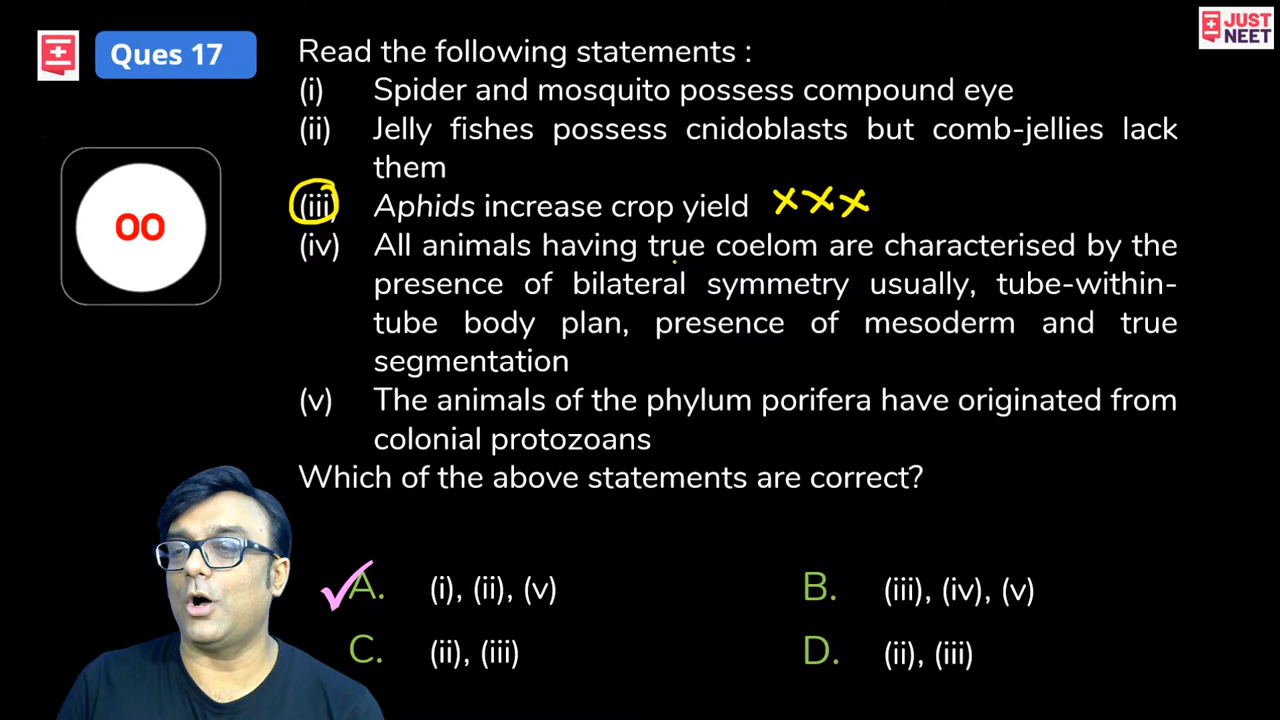 JUST
NEET
Ques 17
Read the following statements :
(i) Spider and mosquito possess compound eye
(ii) Jelly fishes possess cnidoblasts but comb-jellies lack
them
(iii) Aphids increase crop yield xxx
(iv) All animals having true coelom are characterised by the
presence of bilateral symmetry usually, tube-within-
tube body plan, presence of mesoderm and true
segmentation
(v) The animals of the phylum porifera have originated from
colonial protozoans
Which of the above statements are correct?
00
A. (i), (ii), (v)
B. (iii), (iv), (v)
C. (ii), (iii)
D. (ii), (iii)